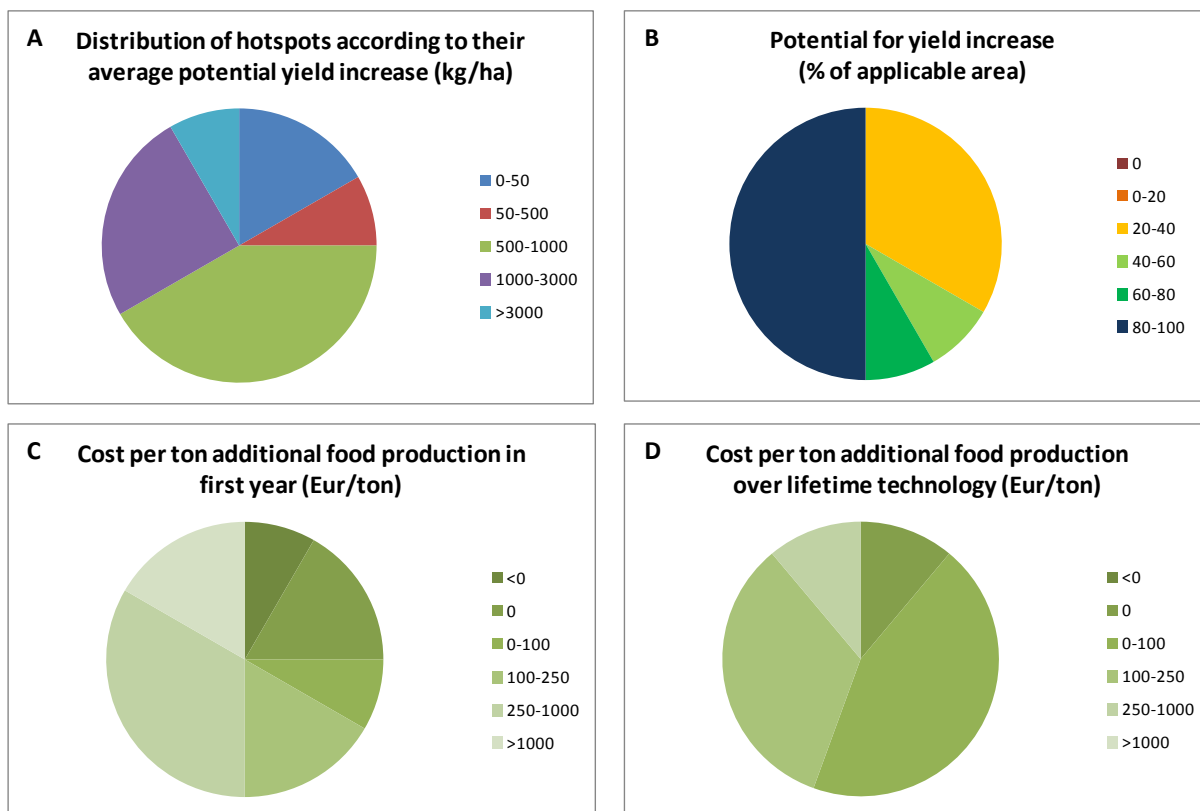 A
Distribution of hotspots according to their
average potential yield increase (kg/ha)
0-50
50-500
500-1000
1000-3000
>3000
B
Potential for yield increase
(% of applicable area)
0
0-20
20-40
40-60
60-80
80-100
C
Cost per ton additional food production in
first year (Eur/ton)
<0
0
0-100
100-250
250-1000
>1000
D
Cost per ton additional food production
over lifetime technology (Eur/ton)
<0
0
0-100
100-250
250-1000
>1000